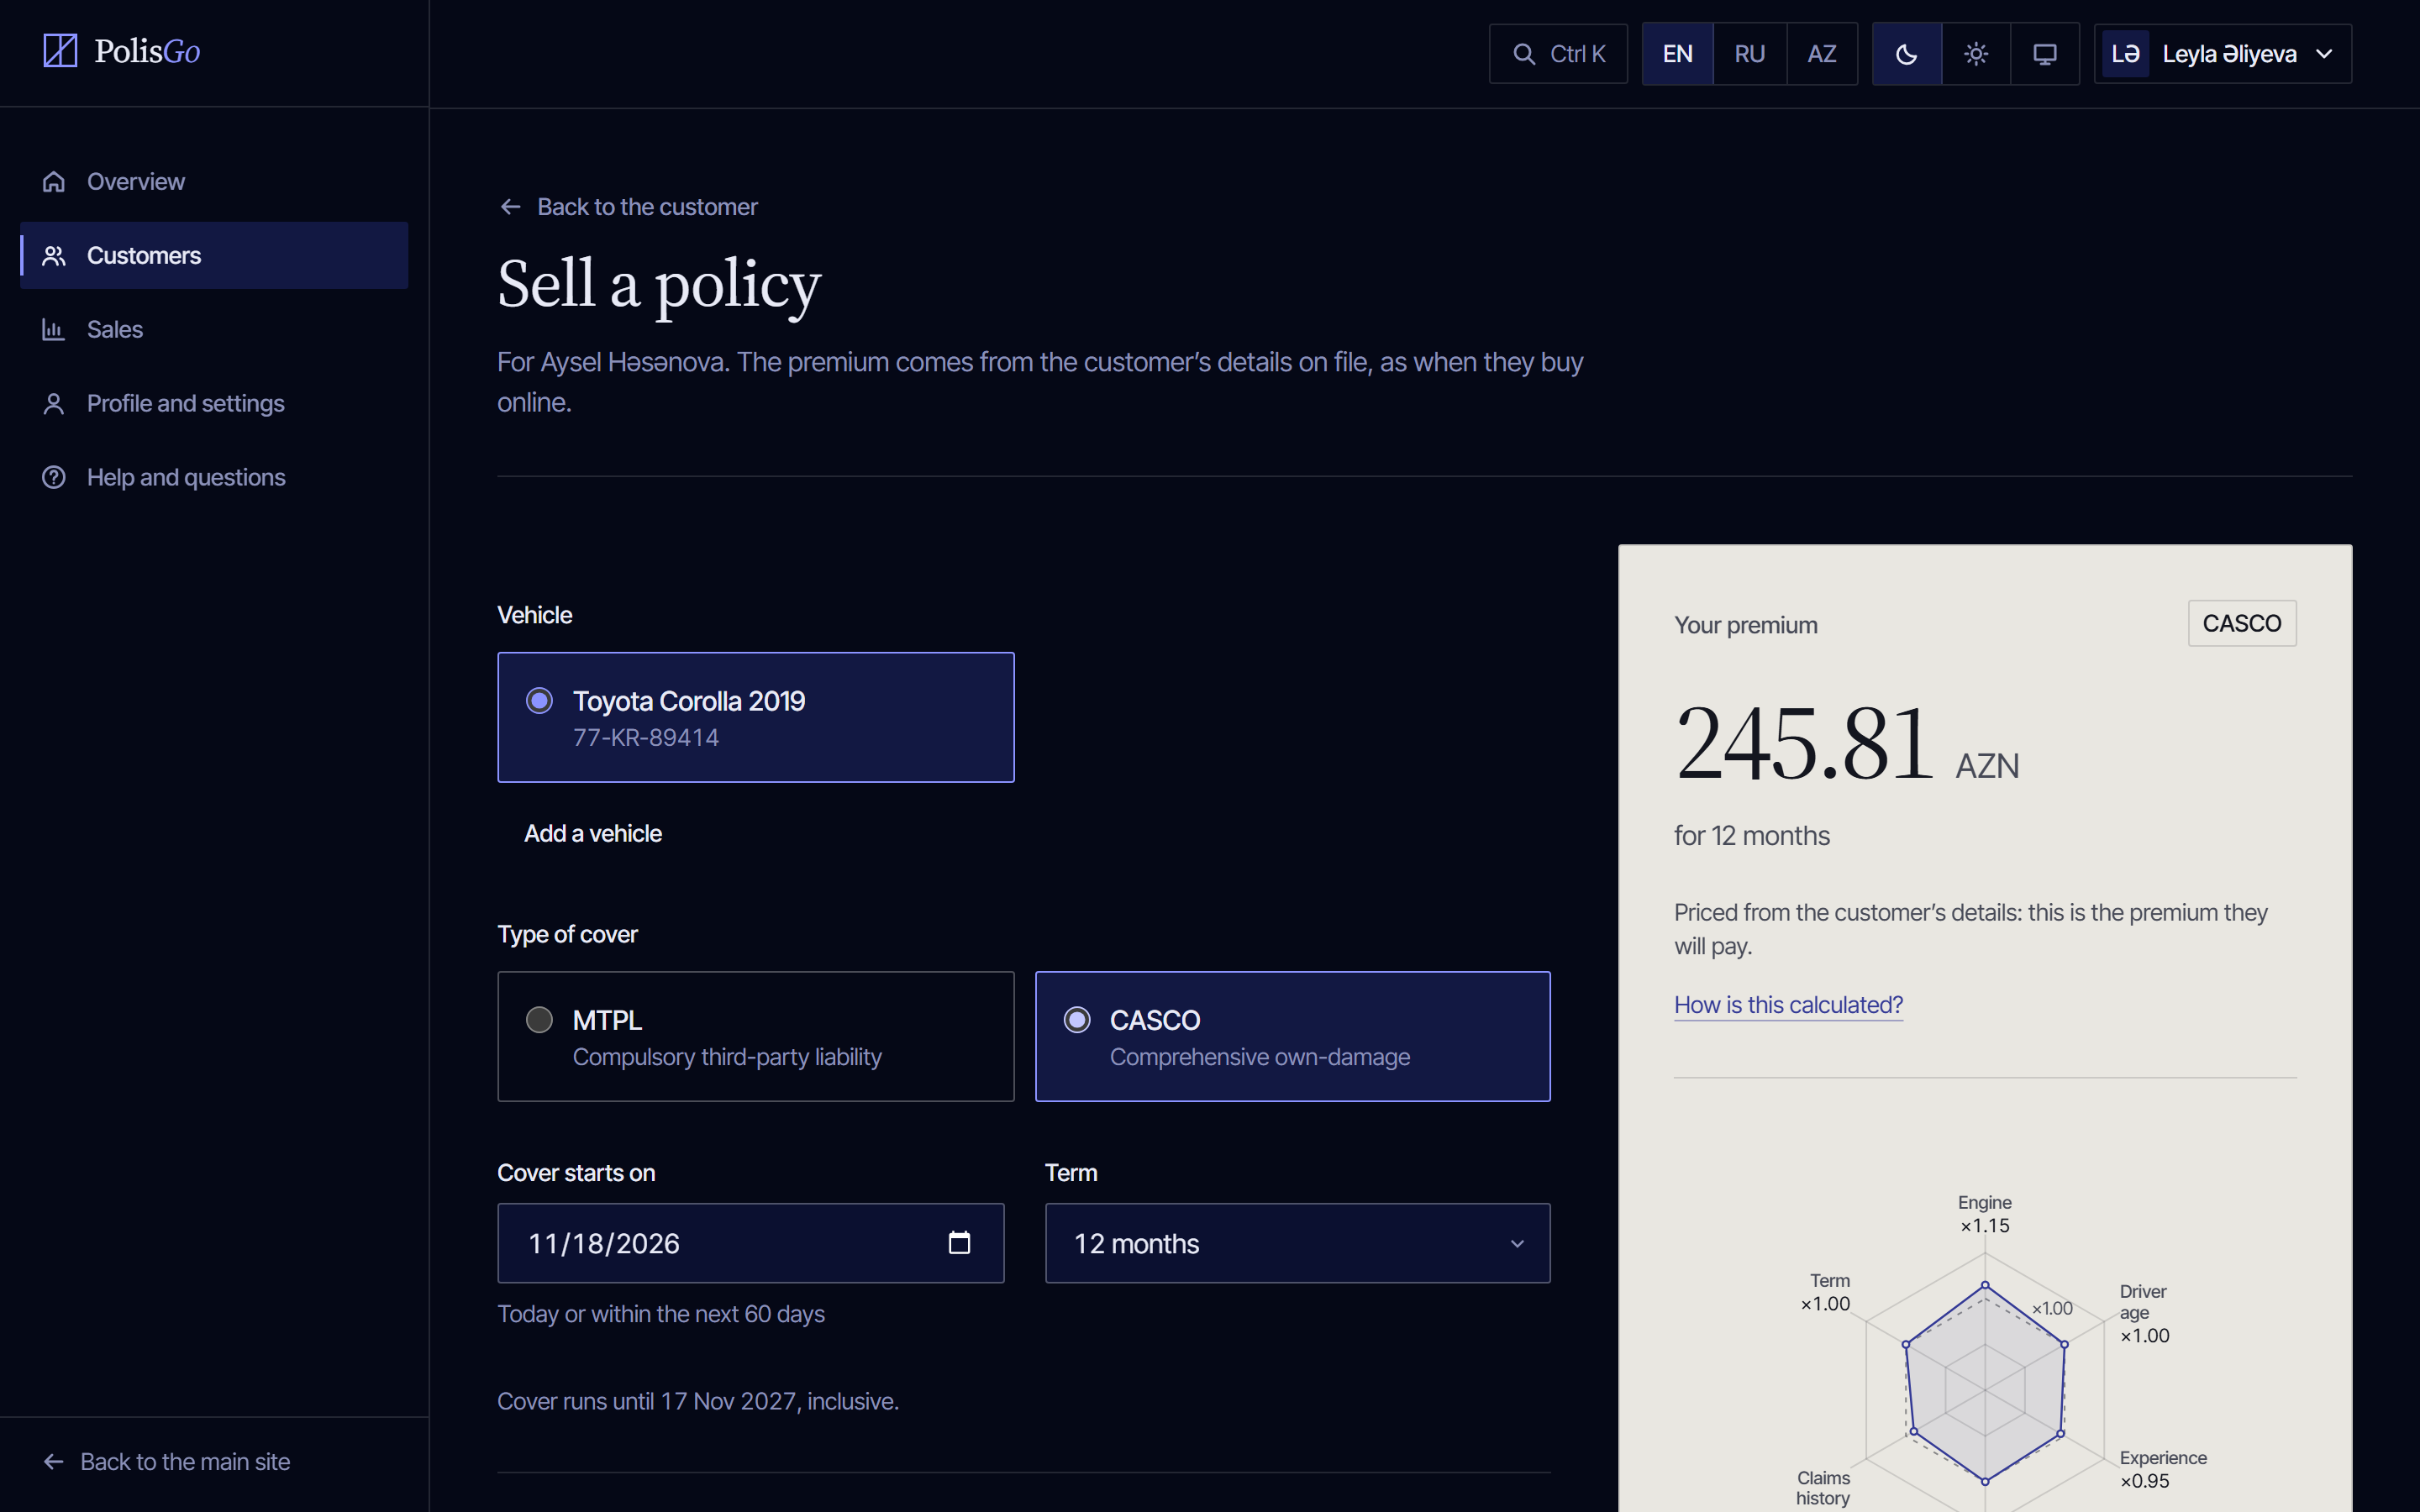 PolisGo
Ctrl K
EN
RU
AZ
LƏ
Leyla Əliyeva
Overview
Customers
Sales
Profile and settings
Help and questions
Back to the main site
Back to the customer
Sell a policy
For Aysel Həsənova. The premium comes from the customer’s details on file, as when they buy
online.
Vehicle
Toyota Corolla 2019
77-KR-89414
Add a vehicle
Type of cover
MTPL
Compulsory third-party liability
CASCO
Comprehensive own-damage
Cover starts on
11/18/2026
Today or within the next 60 days
Term
12 months
Cover runs until 17 Nov 2027, inclusive.
Your premium
CASCO
245.81 AZN
for 12 months
Priced from the customer’s details: this is the premium they
will pay.
How is this calculated?
Engine
×1.15
Term
×1.00
×1.00
Driver
age
×1.00
Experience
×0.95
Claims
history